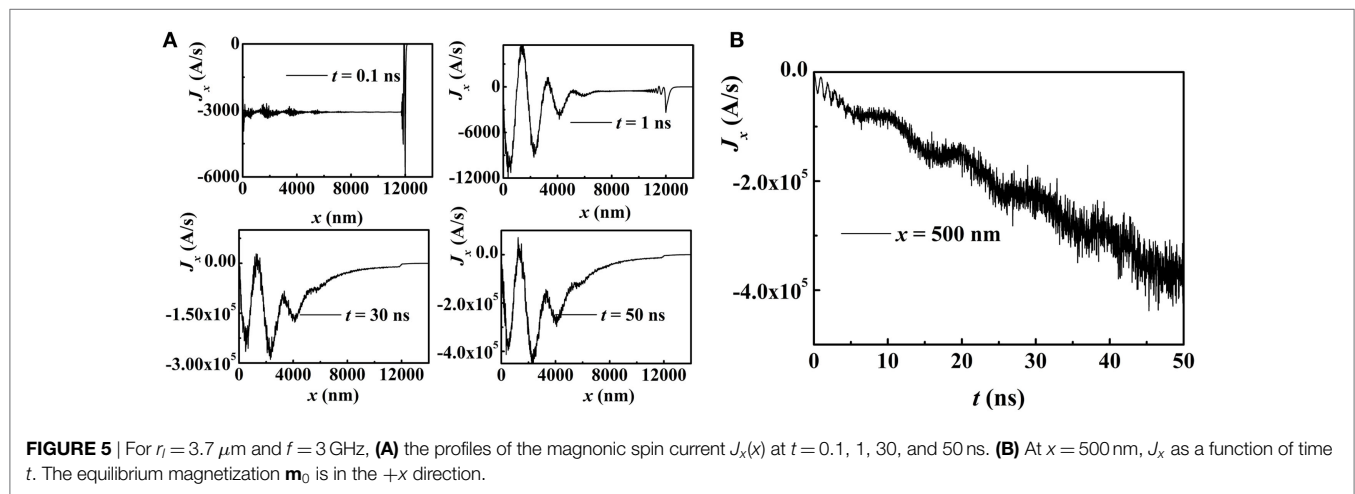 A
0
-3000
-6000
J_x (A/s)
t = 0.1 ns
0 4000 8000 12000
x (nm)
0
-6000
-12000
J_x (A/s)
t = 1 ns
0 4000 8000 12000
x (nm)
0.00
-1.50x10^5
-3.00x10^5
J_x (A/s)
t = 30 ns
0 4000 8000 12000
x (nm)
0.0
-2.0x10^5
-4.0x10^5
J_x (A/s)
t = 50 ns
0 4000 8000 12000
x (nm)
B
0.0
-2.0x10^5
-4.0x10^5
J_x (A/s)
x = 500 nm
0 10 20 30 40 50
t (ns)
FIGURE 5 | For r_l = 3.7 μm and f = 3 GHz, (A) the profiles of the magnonic spin current J_x(x) at t = 0.1, 1, 30, and 50 ns. (B) At x = 500 nm, J_x as a function of time
t. The equilibrium magnetization m_0 is in the +x direction.